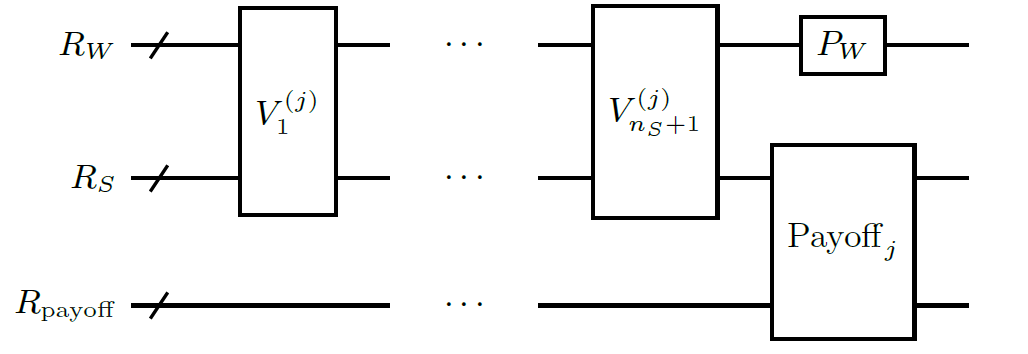 R_W V_1^{(j)} ··· V_{n_S+1}^{(j)} P_W
R_S ··· Payoff_j
R_payoff ···